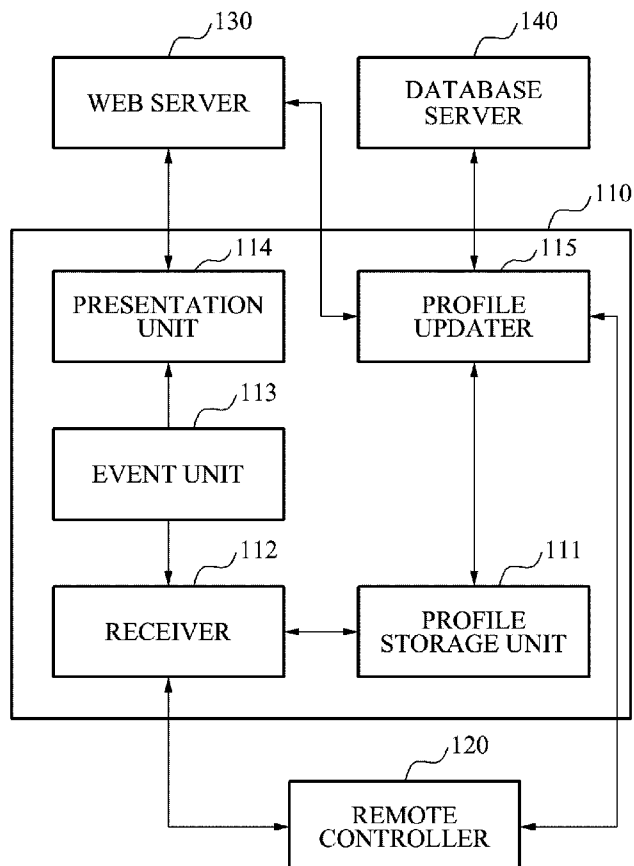 130
WEB SERVER
140
DATABASE
SERVER
110
114
PRESENTATION
UNIT
115
PROFILE
UPDATER
113
EVENT UNIT
112
RECEIVER
111
PROFILE
STORAGE UNIT
120
REMOTE
CONTROLLER